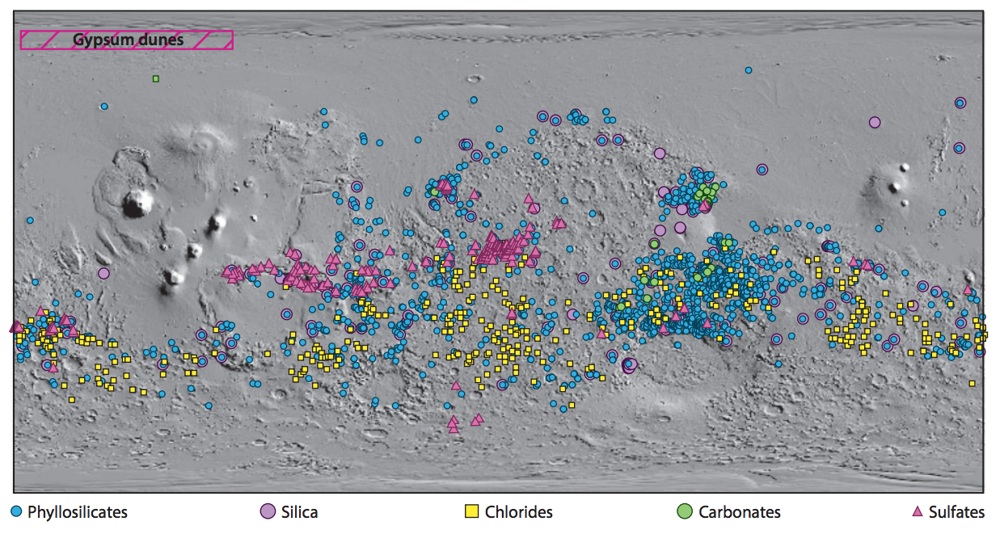 Gypsum dunes
Phyllosilicates Silica Chlorides Carbonates Sulfates